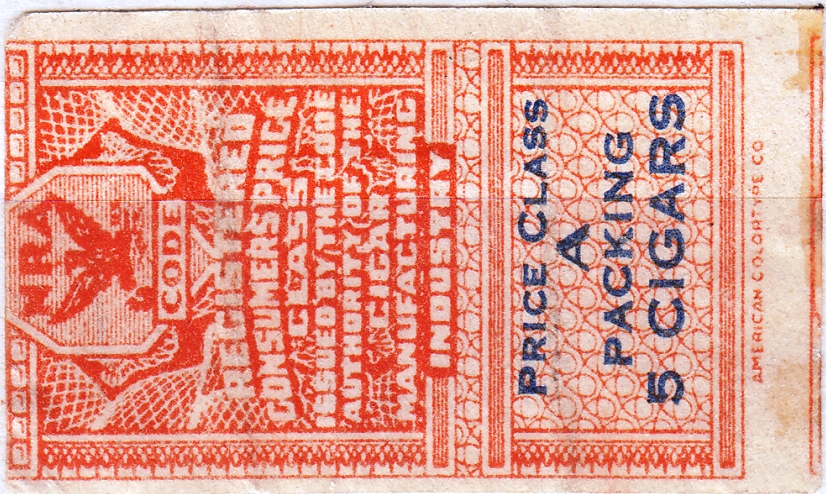 NRA
CODE
REGISTERED
CONSUMERS PRICE
CLASS
ISSUED BY THE CODE
AUTHORITY OF THE
CIGAR
MANUFACTURING
INDUSTRY
PRICE CLASS
A
PACKING
5 CIGARS
AMERICAN COLORTYPE CO